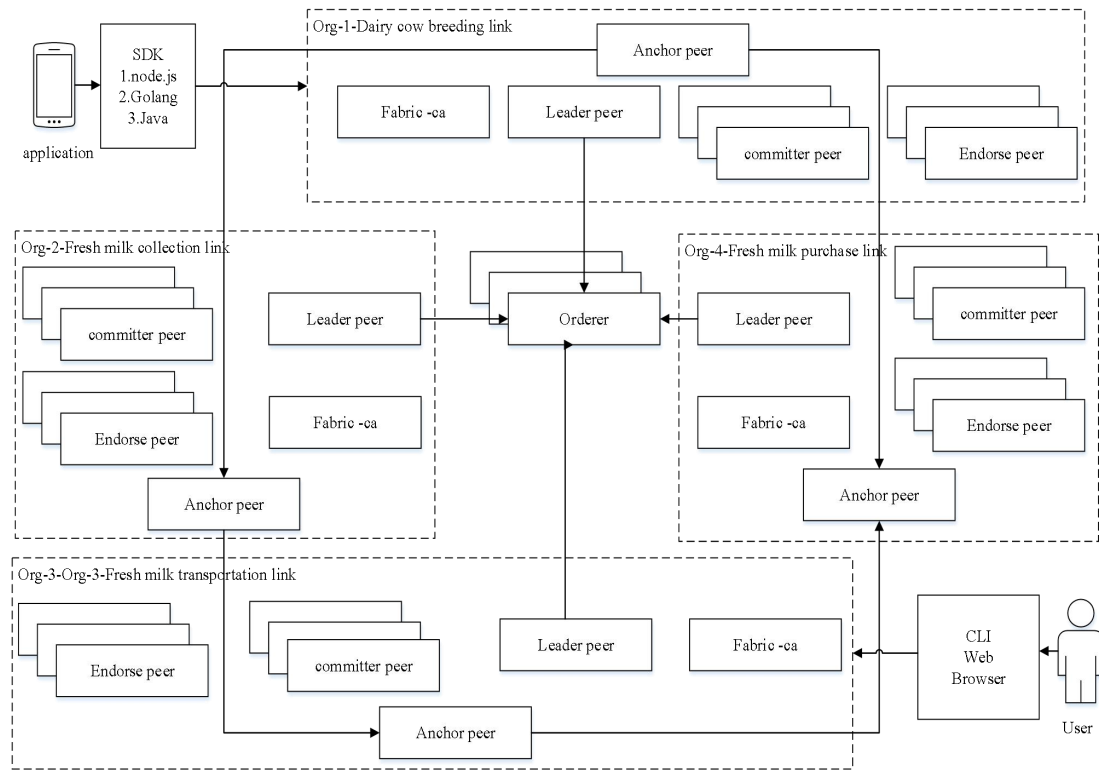 application
SDK
1.node.js
2.Golang
3.Java
Org-1-Dairy cow breeding link
Anchor peer
Fabric -ca
Leader peer
committer peer
Endorse peer
Org-2-Fresh milk collection link
committer peer
Leader peer
Endorse peer
Fabric -ca
Anchor peer
Orderer
Org-4-Fresh milk purchase link
Leader peer
committer peer
Fabric -ca
Endorse peer
Anchor peer
Org-3-Org-3-Fresh milk transportation link
Endorse peer
committer peer
Leader peer
Fabric -ca
Anchor peer
CLI
Web
Browser
User